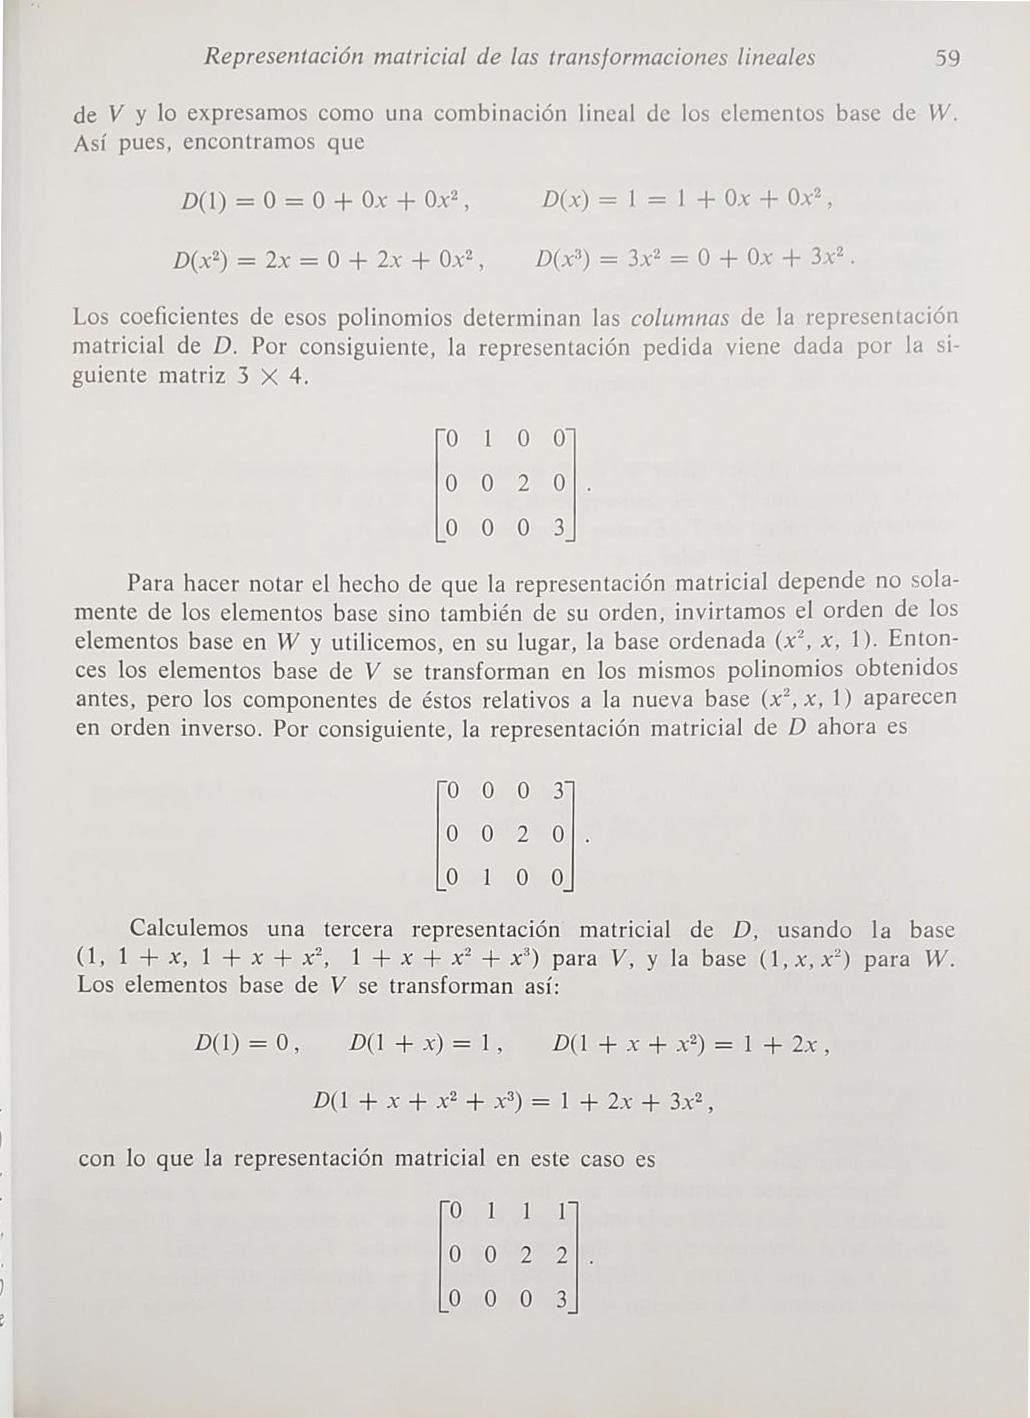 Representación matricial de las transformaciones lineales 59
de V y lo expresamos como una combinación lineal de los elementos base de W.
Así pues, encontramos que
D(1) = 0 = 0 + 0x + 0x², D(x) = 1 = 1 + 0x + 0x²,
D(x²) = 2x = 0 + 2x + 0x², D(x³) = 3x² = 0 + 0x + 3x².
Los coeficientes de esos polinomios determinan las columnas de la representación
matricial de D. Por consiguiente, la representación pedida viene dada por la si-
guiente matriz 3 × 4.
0 1 0 0
0 0 2 0 .
0 0 0 3
Para hacer notar el hecho de que la representación matricial depende no sola-
mente de los elementos base sino también de su orden, invirtamos el orden de los
elementos base en W y utilicemos, en su lugar, la base ordenada (x², x, 1). Enton-
ces los elementos base de V se transforman en los mismos polinomios obtenidos
antes, pero los componentes de éstos relativos a la nueva base (x², x, 1) aparecen
en orden inverso. Por consiguiente, la representación matricial de D ahora es
0 0 0 3
0 0 2 0 .
0 1 0 0
Calculemos una tercera representación matricial de D, usando la base
(1, 1 + x, 1 + x + x², 1 + x + x² + x³) para V, y la base (1, x, x²) para W.
Los elementos base de V se transforman así:
D(1) = 0, D(1 + x) = 1, D(1 + x + x²) = 1 + 2x,
D(1 + x + x² + x³) = 1 + 2x + 3x²,
con lo que la representación matricial en este caso es
0 1 1 1
0 0 2 2 .
0 0 0 3